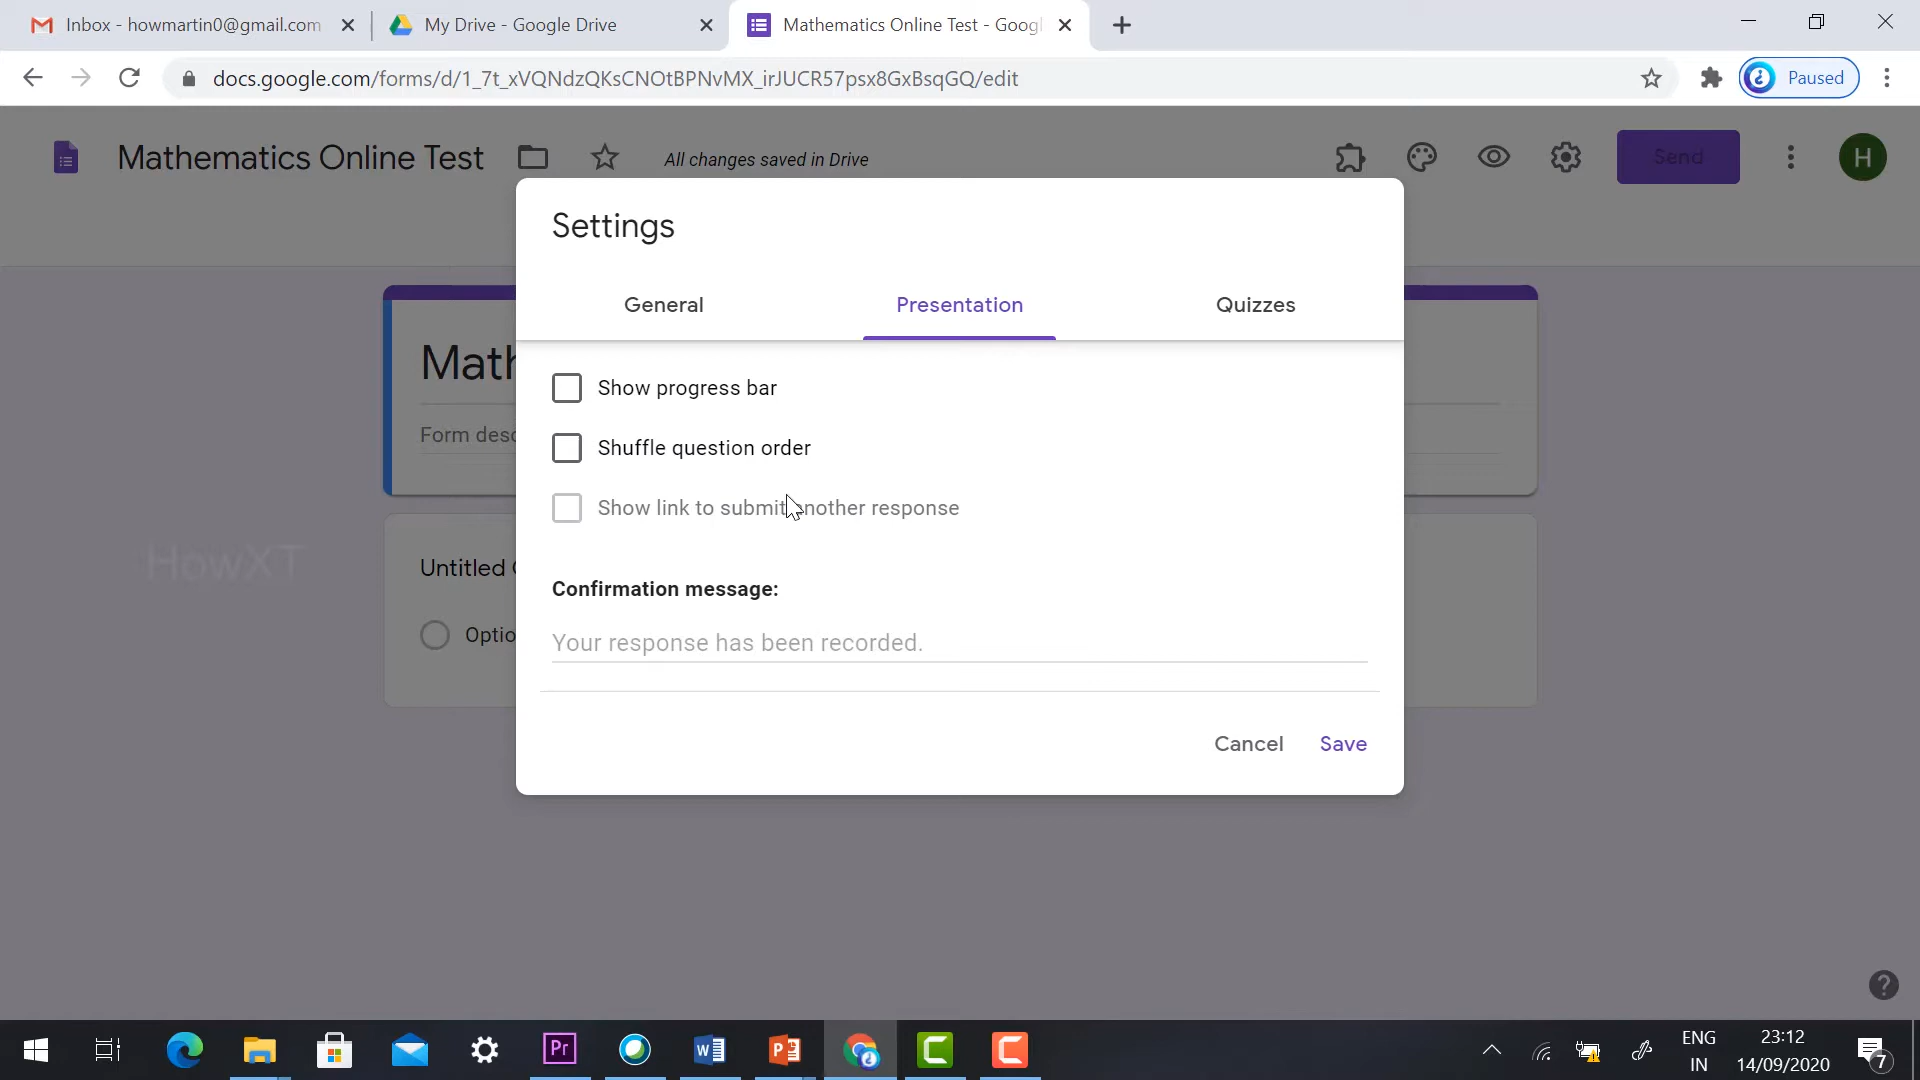 Inbox - howmartin0@gmail.com
My Drive - Google Drive
Mathematics Online Test - Googl
docs.google.com/forms/d/1_7t_xVQNdzQKsCNOtBPNvMX_irJUCR57psx8GxBsqGQ/edit
Paused
Mathematics Online Test
All changes saved in Drive
Send
H
Settings
General
Presentation
Quizzes
Math
Form desc
Show progress bar
Shuffle question order
Show link to submit another response
HowXT
Untitled
Optio
Confirmation message:
Your response has been recorded.
Cancel
Save
Pr
ENG
IN
23:12
14/09/2020
7